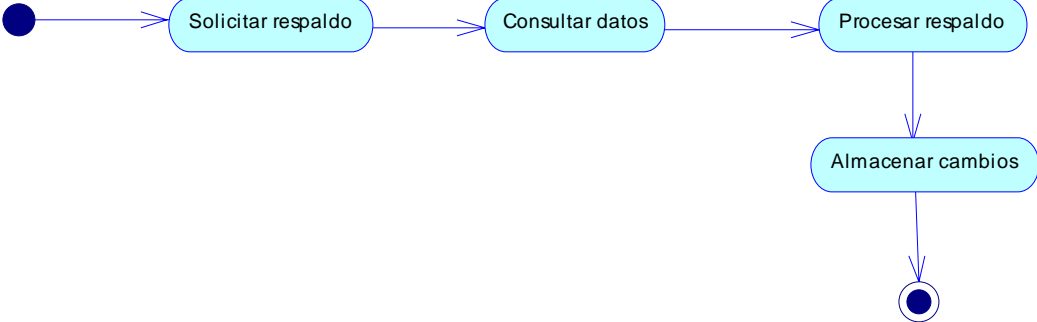 Solicitar respaldo
Consultar datos
Procesar respaldo
Almacenar cambios